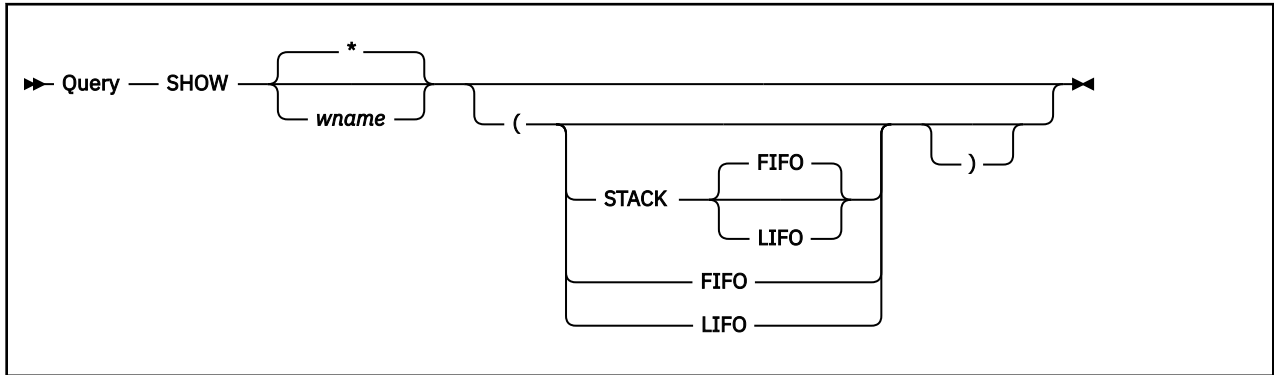 *
Query SHOW
wname
(
FIFO
)
STACK
LIFO
FIFO
LIFO